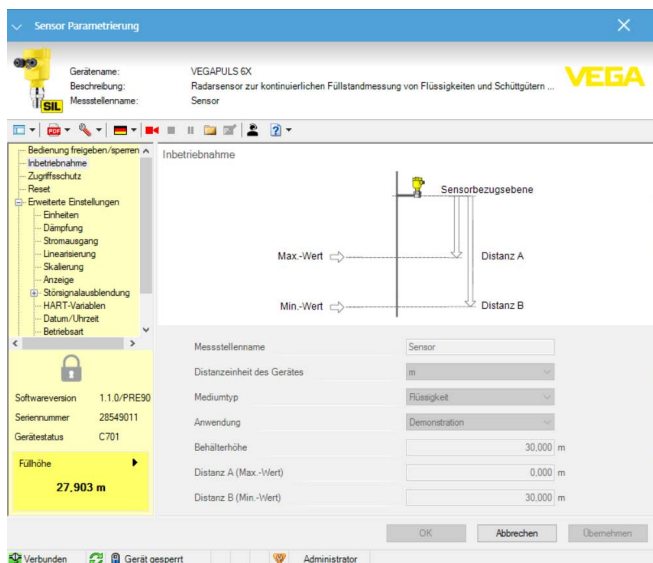 Sensor Parametrierung
Gerätename: VEGAPULS 6X
Beschreibung: Radarsensor zur kontinuierlichen Füllstandmessung von Flüssigkeiten und Schüttgütern ...
Messstellenname: Sensor
SIL
VEGA
PDF
Bedienung freigeben/sperren
Inbetriebnahme
Zugriffsschutz
Reset
Erweiterte Einstellungen
Einheiten
Dämpfung
Stromausgang
Linearisierung
Skalierung
Anzeige
Störsignalausblendung
HART-Variablen
Datum/Uhrzeit
Betriebsart
Softwareversion 1.1.0/PRE90
Seriennummer 28549011
Gerätestatus C701
Füllhöhe
27,903 m
Inbetriebnahme
Sensorbezugsebene
Max.-Wert Distanz A
Min.-Wert Distanz B
Messstellenname Sensor
Distanzeinheit des Gerätes m
Mediumtyp Flüssigkeit
Anwendung Demonstration
Behälterhöhe 30,000 m
Distanz A (Max.-Wert) 0,000 m
Distanz B (Min.-Wert) 30,000 m
OK Abbrechen Übernehmen
Verbunden Gerät gesperrt Administrator